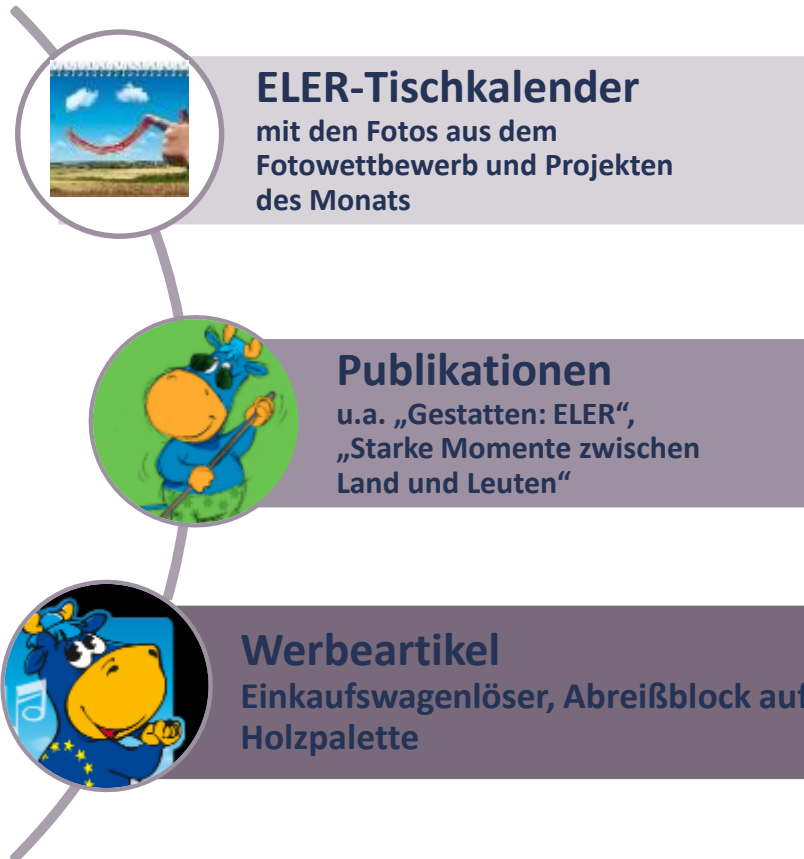 ELER-Tischkalender
mit den Fotos aus dem
Fotowettbewerb und Projekten
des Monats
Publikationen
u.a. „Gestatten: ELER“,
„Starke Momente zwischen
Land und Leuten“
Werbeartikel
Einkaufswagenlöser, Abreißblock auf
Holzpalette